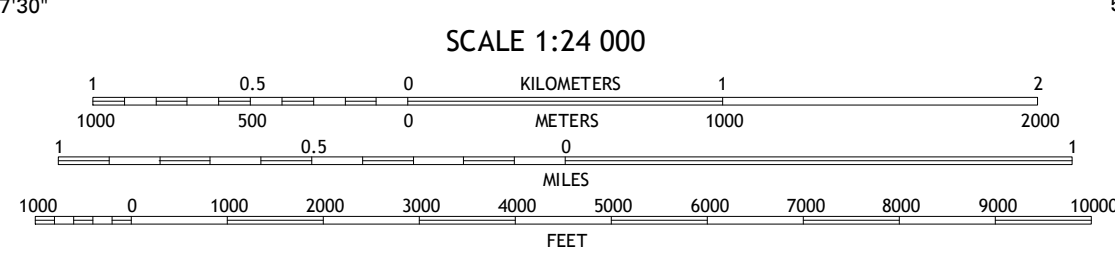 7'30"
5
SCALE 1:24 000
1 0.5 0 KILOMETERS 1 2
1000 500 0 METERS 1000 2000
1 0.5 0 1
MILES
1000 0 1000 2000 3000 4000 5000 6000 7000 8000 9000 10000
FEET